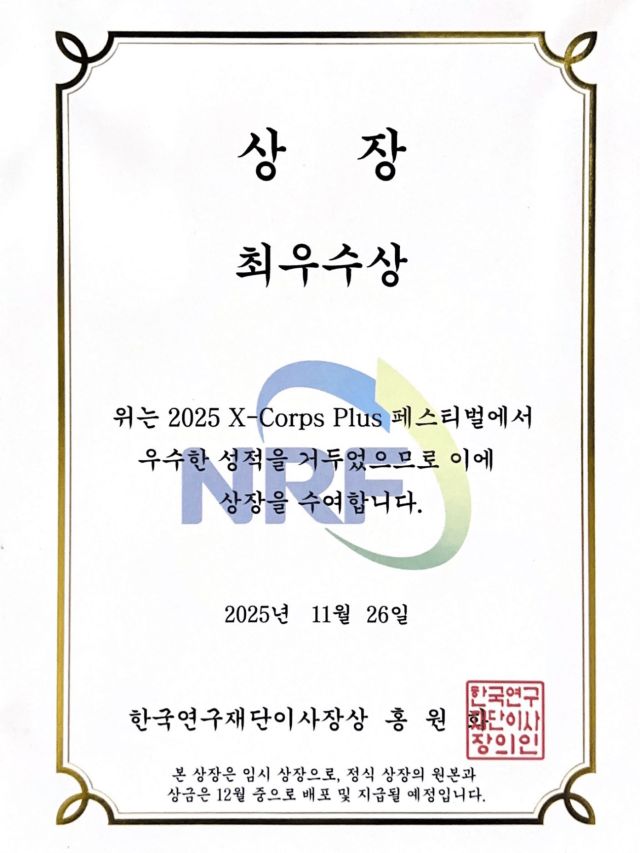 상 장
최우수상
위는 2025 X-Corps Plus 페스티벌에서
우수한 성적을 거두었으므로 이에
상장을 수여합니다.
NRF
2025년 11월 26일
한국연구재단이사장상 홍 원 화
한국연구
재단이사
장의인
본 상장은 임시 상장으로, 정식 상장의 원본과
상금은 12월 중으로 배포 및 지급될 예정입니다.